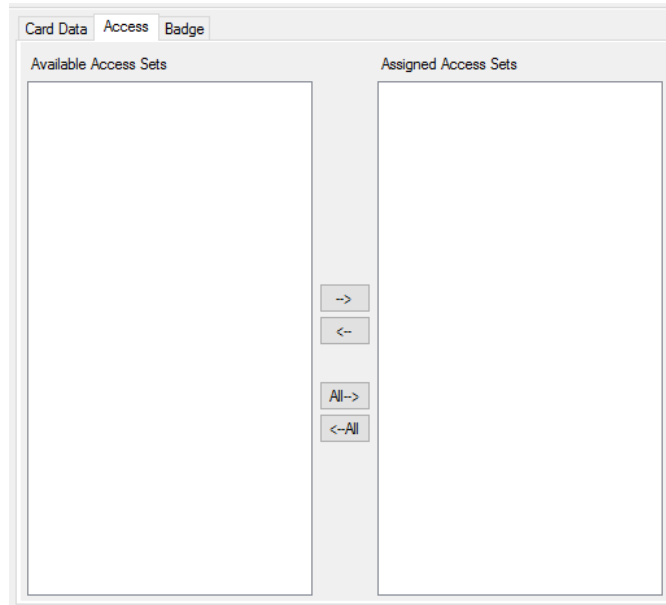 Card Data Access Badge
Available Access Sets Assigned Access Sets
-->
<--
All-->
<--All